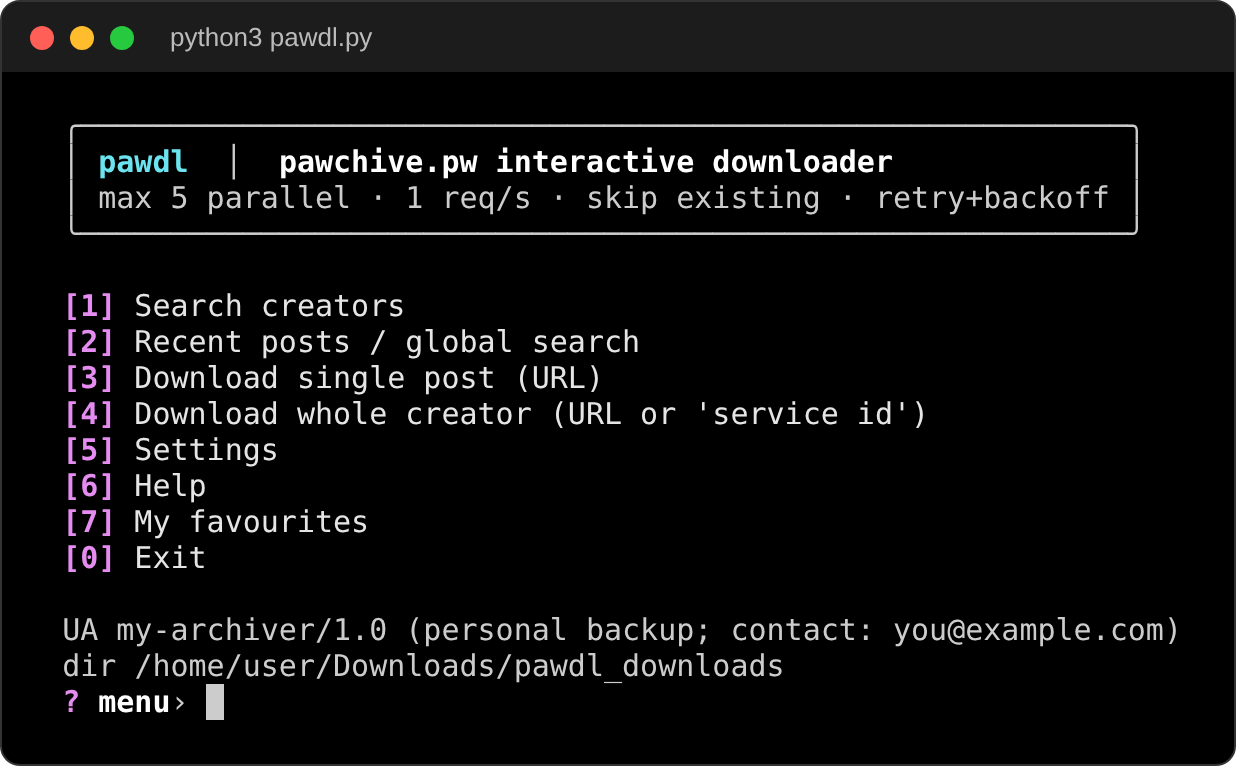 python3 pawdl.py
pawdl │ pawchive.pw interactive downloader
max 5 parallel · 1 req/s · skip existing · retry+backoff
[1] Search creators
[2] Recent posts / global search
[3] Download single post (URL)
[4] Download whole creator (URL or 'service id')
[5] Settings
[6] Help
[7] My favourites
[0] Exit
UA my-archiver/1.0 (personal backup; contact: you@example.com)
dir /home/user/Downloads/pawdl_downloads
? menu›